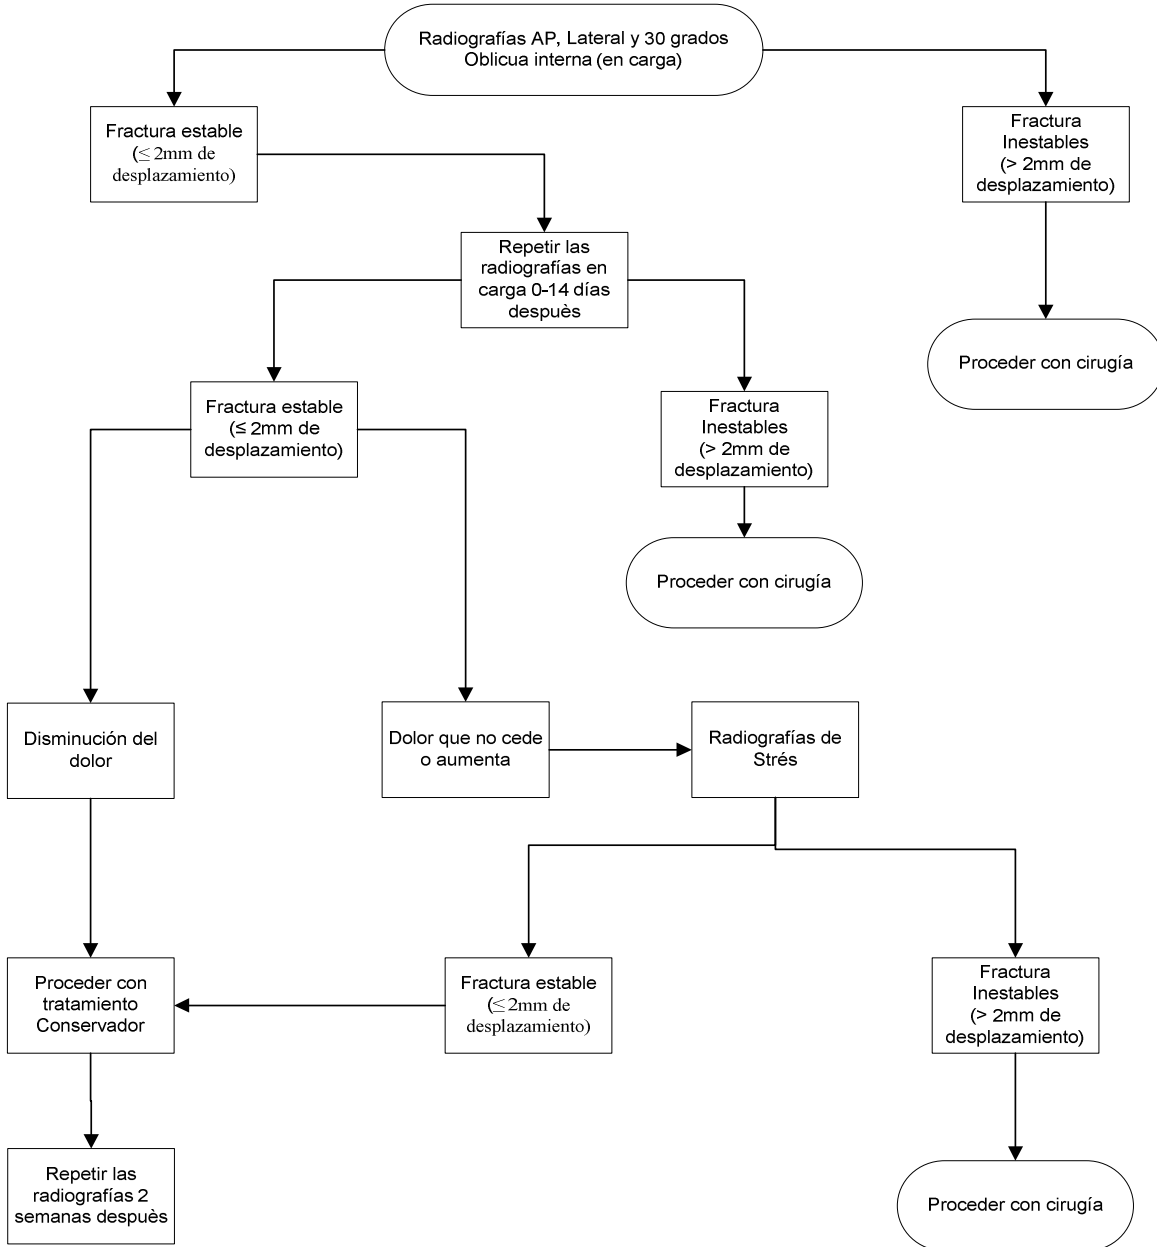 Radiografías AP, Lateral y 30 grados
Oblicua interna (en carga)
Fractura estable
(≤ 2mm de
desplazamiento)
Fractura
Inestables
(> 2mm de
desplazamiento)
Repetir las
radiografías en
carga 0-14 días
despuès
Proceder con cirugía
Fractura estable
(≤ 2mm de
desplazamiento)
Fractura
Inestables
(> 2mm de
desplazamiento)
Proceder con cirugía
Disminución del
dolor
Dolor que no cede
o aumenta
Radiografías de
Strés
Proceder con
tratamiento
Conservador
Fractura estable
(≤2mm de
desplazamiento)
Fractura
Inestables
(> 2mm de
desplazamiento)
Repetir las
radiografías 2
semanas despuès
Proceder con cirugía